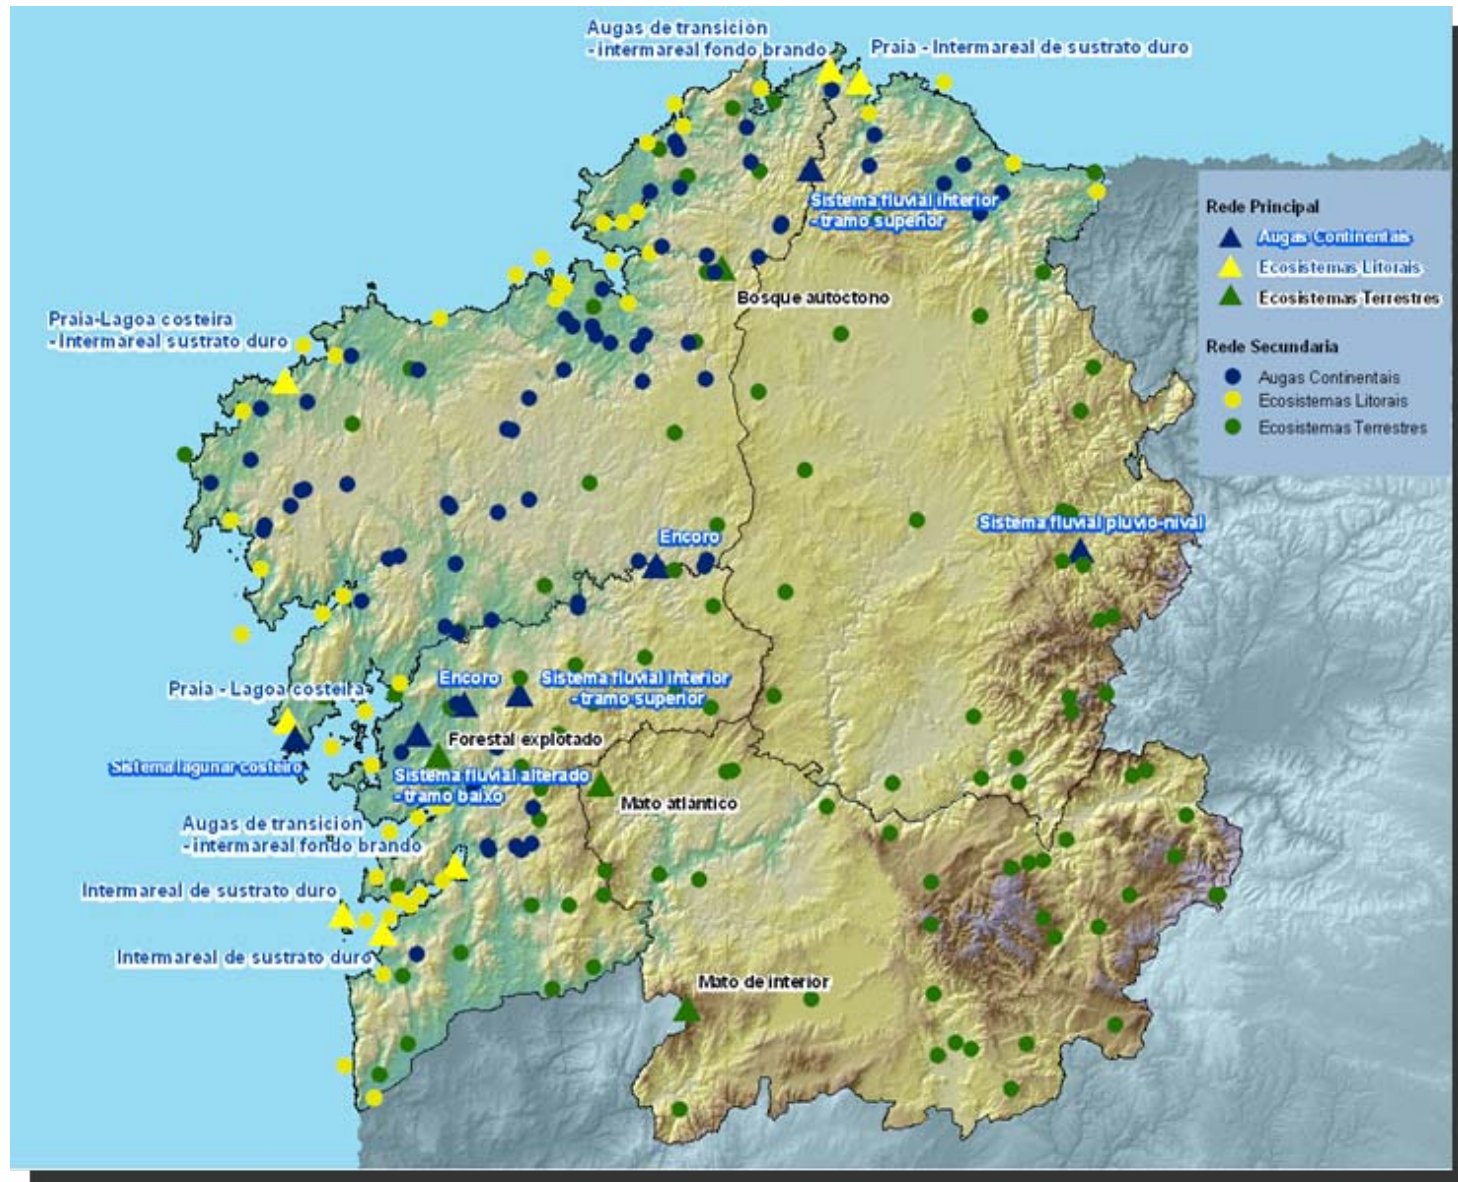 Augas de transición
- intermareal fondo brando
Praia - Intermareal de sustrato duro
Rede Principal
Augas Continentais
Ecosistemas Litorais
Ecosistemas Terrestres
Rede Secundaria
Augas Continentais
Ecosistemas Litorais
Ecosistemas Terrestres
Sistema fluvial interior
- tramo superior
Bosque autóctono
Praia-Lagoa costeira
- Intermareal sustrato duro
Sistema fluvial pluvio-nival
Encoro
Encoro
Sistema fluvial interior
- tramo superior
Praia - Lagoa costeira
Forestal explotado
Sistema lagunar costeiro
Sistema fluvial alterado
- tramo baixo
Mato atlántico
Augas de transición
- intermareal fondo brando
Intermareal de sustrato duro
Intermareal de sustrato duro
Mato de interior